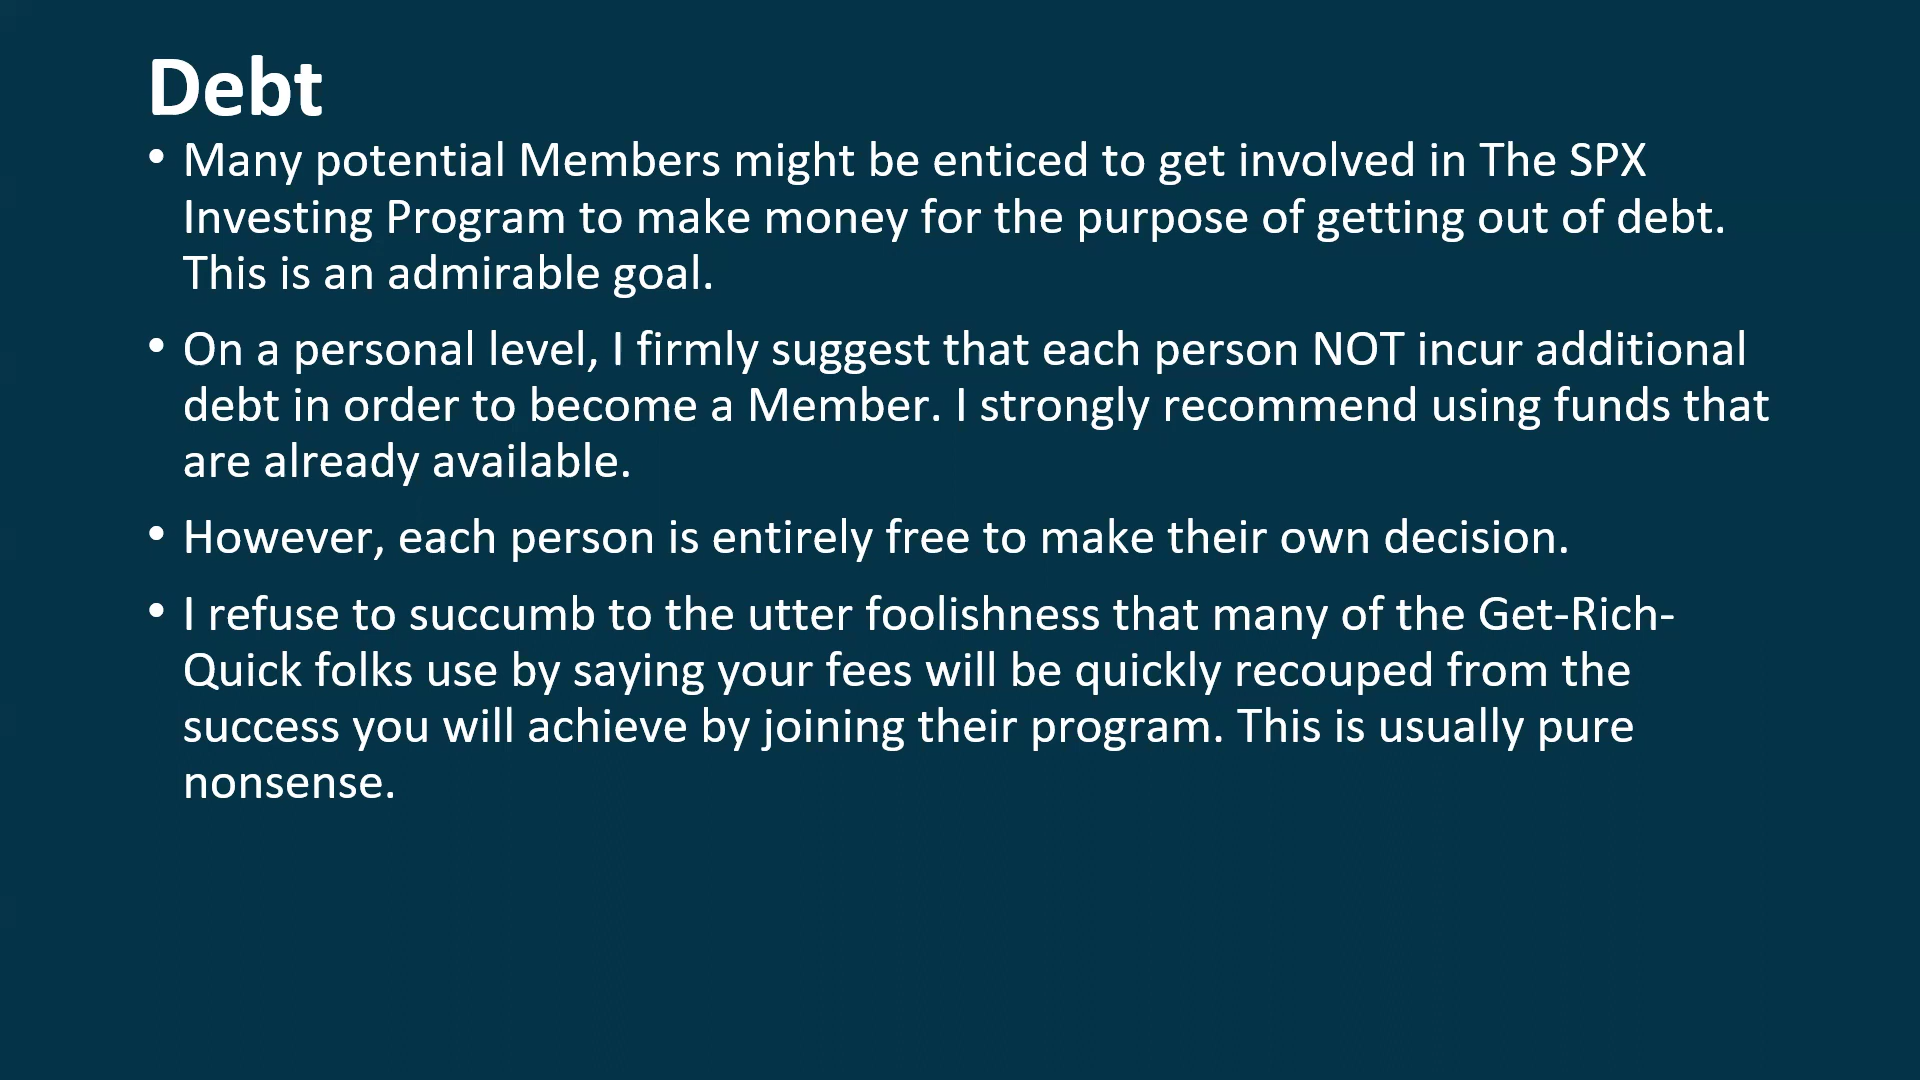 Debt
• Many potential Members might be enticed to get involved in The SPX
Investing Program to make money for the purpose of getting out of debt.
This is an admirable goal.
• On a personal level, I firmly suggest that each person NOT incur additional
debt in order to become a Member. I strongly recommend using funds that
are already available.
• However, each person is entirely free to make their own decision.
• I refuse to succumb to the utter foolishness that many of the Get-Rich-
Quick folks use by saying your fees will be quickly recouped from the
success you will achieve by joining their program. This is usually pure
nonsense.